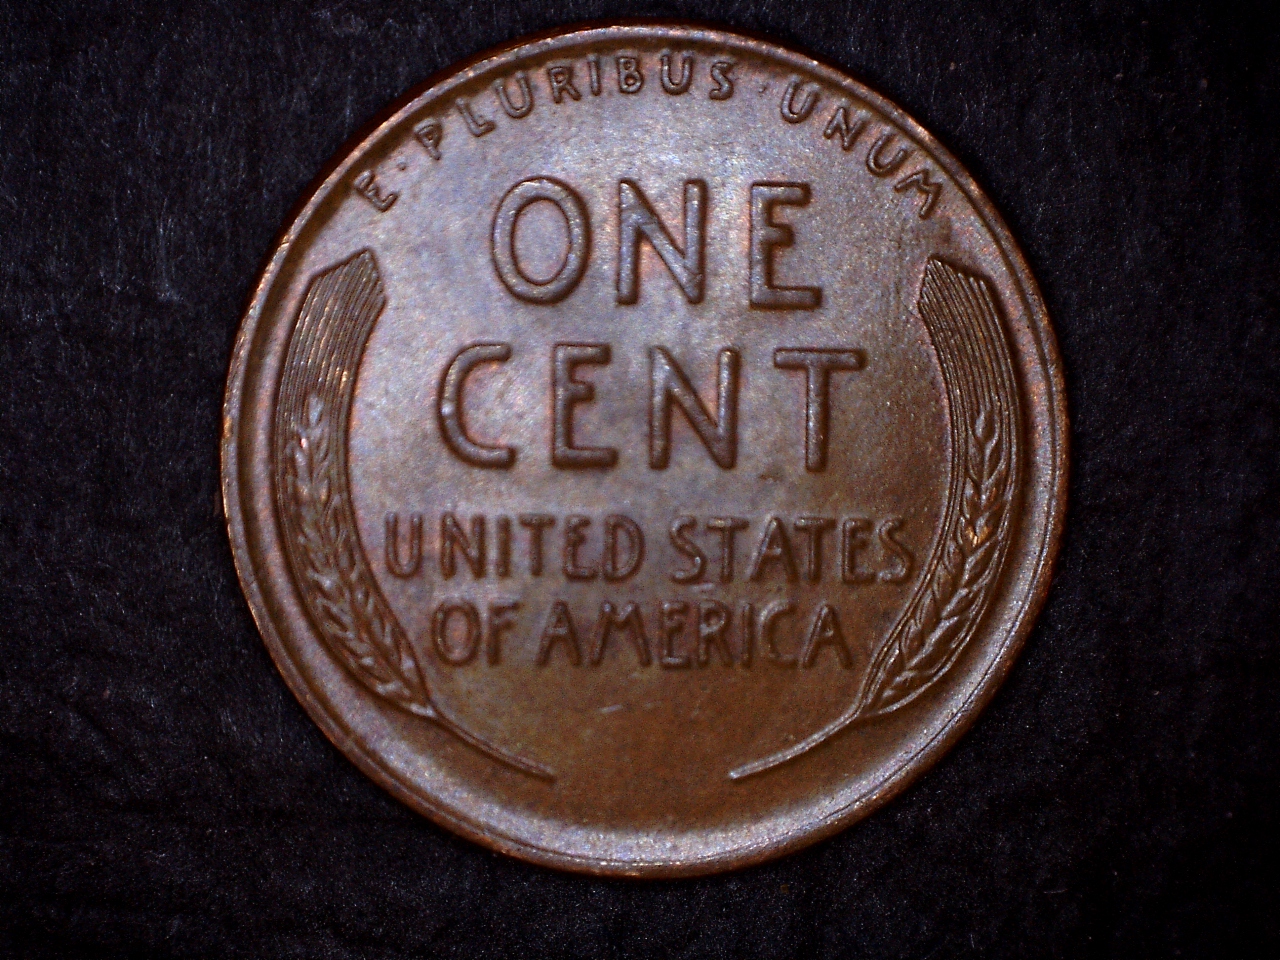 E · PLURIBUS · UNUM
ONE
CENT
UNITED STATES
OF AMERICA